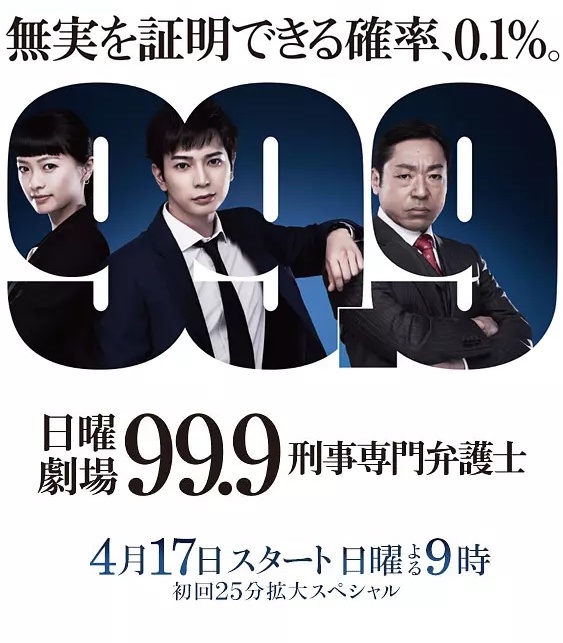 無実を証明できる確率、0.1%。
99.9
日曜劇場 99.9 刑事専門弁護士
4月17日スタート 日曜よる9時
初回25分拡大スペシャル